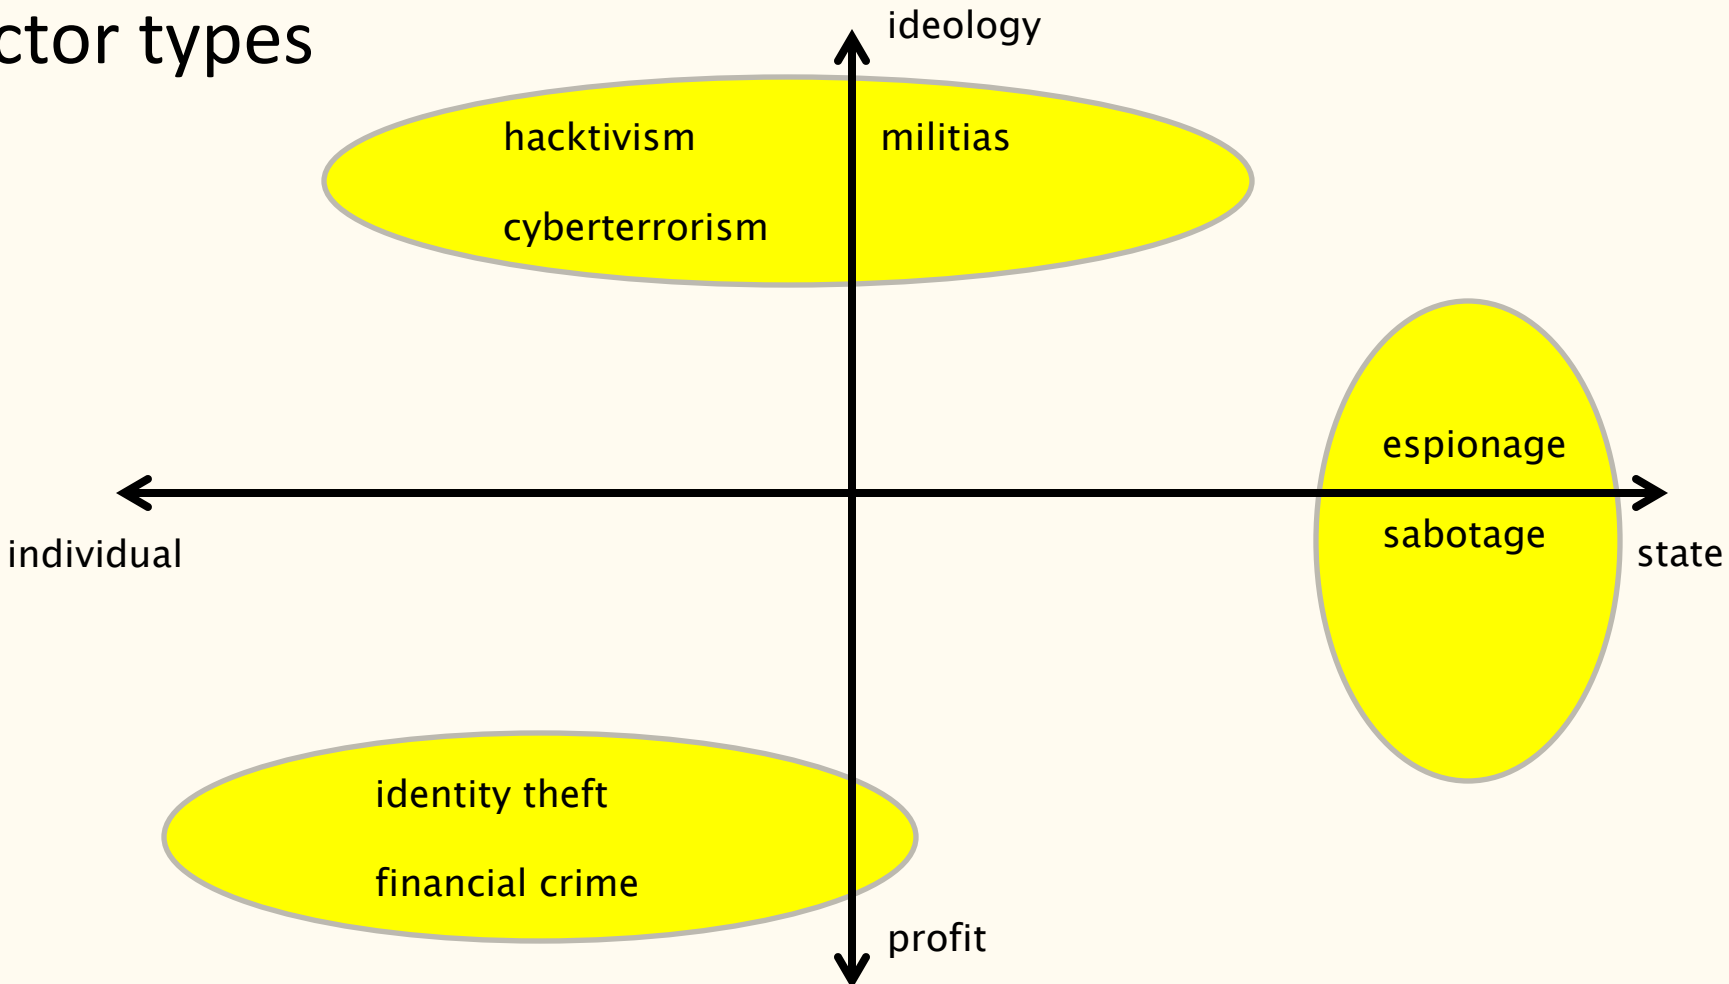 ctor types
ideology
hacktivism
militias
cyberterrorism
espionage
sabotage
individual
state
identity theft
financial crime
profit